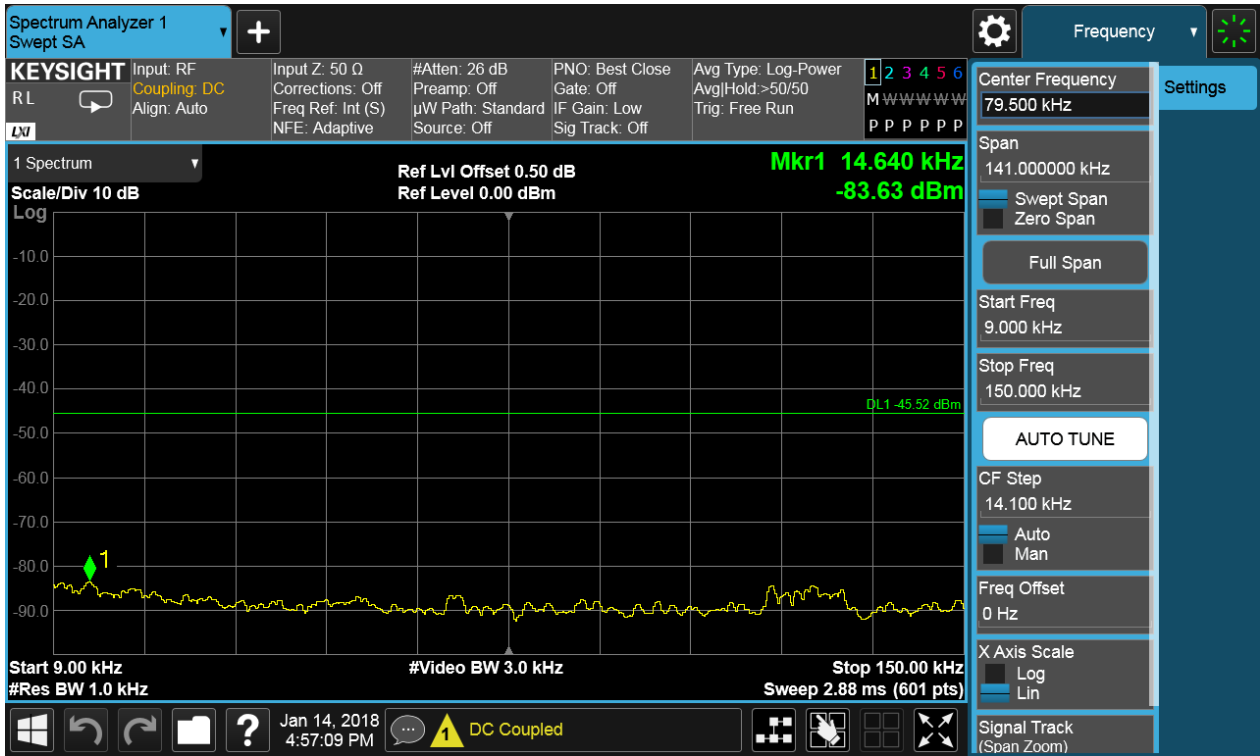 Spectrum Analyzer 1
Swept SA
+
Frequency
KEYSIGHT
RL
LXI
Input: RF
Coupling: DC
Align: Auto
Input Z: 50 Ω
Corrections: Off
Freq Ref: Int (S)
NFE: Adaptive
#Atten: 26 dB
Preamp: Off
µW Path: Standard
Source: Off
PNO: Best Close
Gate: Off
IF Gain: Low
Sig Track: Off
Avg Type: Log-Power
Avg|Hold:>50/50
Trig: Free Run
1 2 3 4 5 6
M W W W W W
P P P P P P
1 Spectrum
Scale/Div 10 dB
Log
Ref Lvl Offset 0.50 dB
Ref Level 0.00 dBm
Mkr1 14.640 kHz
-83.63 dBm
-10.0
-20.0
-30.0
-40.0
DL1 -45.52 dBm
-50.0
-60.0
-70.0
-80.0
1
-90.0
Start 9.00 kHz
#Video BW 3.0 kHz
Stop 150.00 kHz
#Res BW 1.0 kHz
Sweep 2.88 ms (601 pts)
?
Jan 14, 2018
4:57:09 PM
1
DC Coupled
Center Frequency
79.500 kHz
Settings
Span
141.000000 kHz
Swept Span
Zero Span
Full Span
Start Freq
9.000 kHz
Stop Freq
150.000 kHz
AUTO TUNE
CF Step
14.100 kHz
Auto
Man
Freq Offset
0 Hz
X Axis Scale
Log
Lin
Signal Track
(Span Zoom)